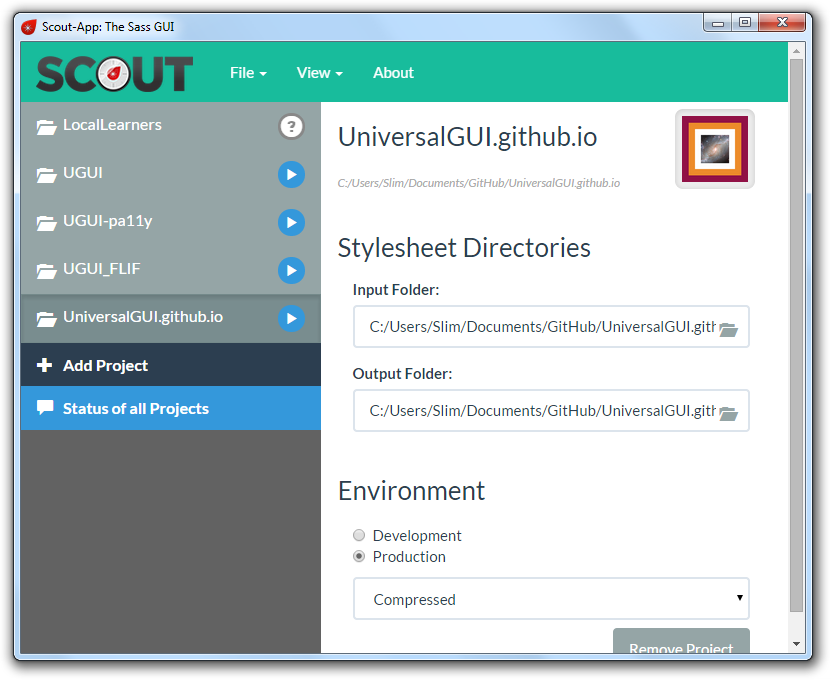 Scout-App: The Sass GUI
SCOUT
File View About
LocalLearners ?
UGUI
UGUI-pa11y
UGUI_FLIF
UniversalGUI.github.io
Add Project
Status of all Projects
UniversalGUI.github.io
C:/Users/Slim/Documents/GitHub/UniversalGUI.github.io
Stylesheet Directories
Input Folder:
C:/Users/Slim/Documents/GitHub/UniversalGUI.gith
Output Folder:
C:/Users/Slim/Documents/GitHub/UniversalGUI.gith
Environment
Development
Production
Compressed
Remove Project